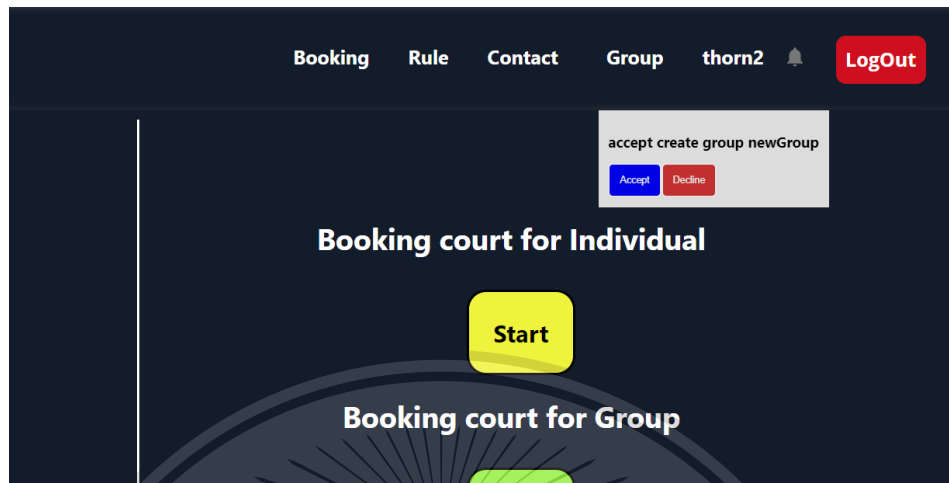 Booking Rule Contact Group thorn2 LogOut
accept create group newGroup
Accept Decline
Booking court for Individual
Start
Booking court for Group